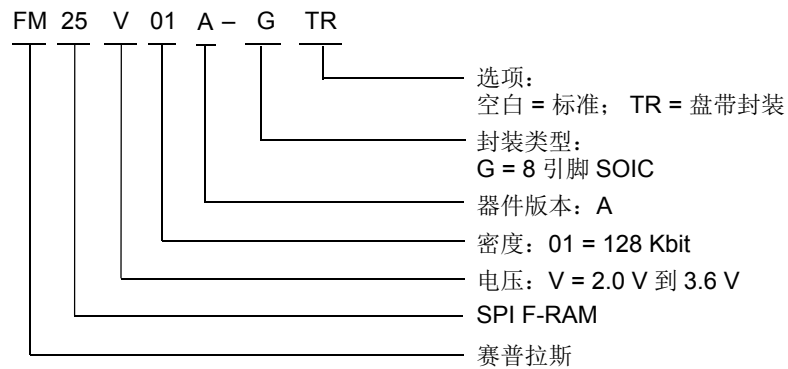 FM 25 V 01 A – G TR
选项：
空白 = 标准； TR = 盘带封装
封装类型：
G = 8 引脚 SOIC
器件版本：A
密度：01 = 128 Kbit
电压：V = 2.0 V 到 3.6 V
SPI F-RAM
赛普拉斯